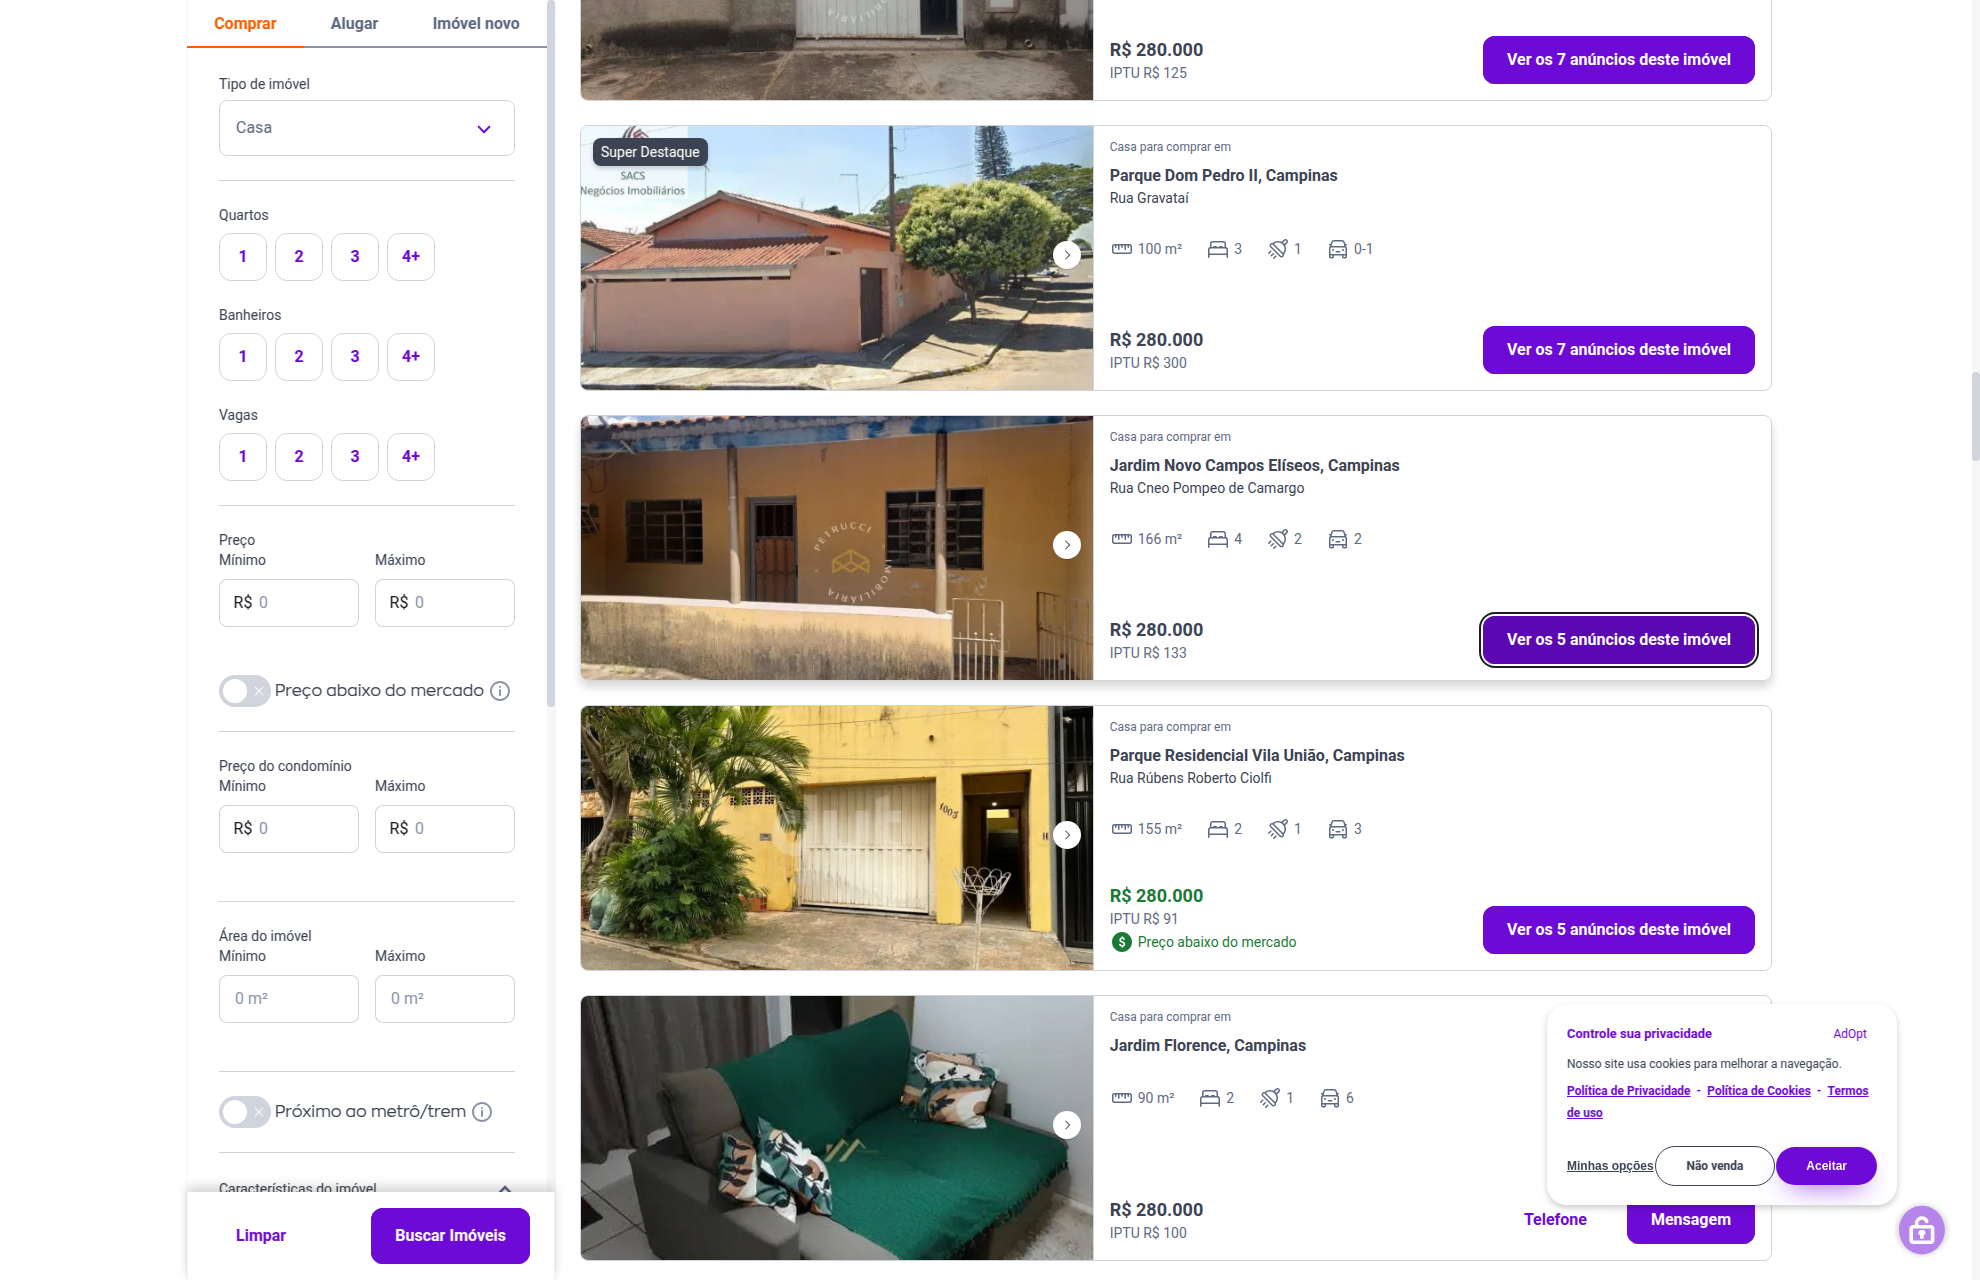 Comprar
Alugar
Imóvel novo
Tipo de imóvel
Casa
Quartos
1
2
3
4+
Banheiros
1
2
3
4+
Vagas
1
2
3
4+
Preço
Mínimo
Máximo
R$ 0
R$ 0
Preço abaixo do mercado
Preço do condomínio
Mínimo
Máximo
R$ 0
R$ 0
Área do imóvel
Mínimo
Máximo
0 m²
0 m²
Próximo ao metrô/trem
Características do imóvel
Limpar
Buscar Imóveis
R$ 280.000
IPTU R$ 125
Ver os 7 anúncios deste imóvel
Super Destaque
SACS
Negócios Imobiliários
Casa para comprar em
Parque Dom Pedro II, Campinas
Rua Gravataí
100 m²
3
1
0-1
R$ 280.000
IPTU R$ 300
Ver os 7 anúncios deste imóvel
PETRUCCI
IMOBILIÁRIA
Casa para comprar em
Jardim Novo Campos Elíseos, Campinas
Rua Cneo Pompeo de Camargo
166 m²
4
2
2
R$ 280.000
IPTU R$ 133
Ver os 5 anúncios deste imóvel
1005
Casa para comprar em
Parque Residencial Vila União, Campinas
Rua Rúbens Roberto Ciolfi
155 m²
2
1
3
R$ 280.000
IPTU R$ 91
Preço abaixo do mercado
Ver os 5 anúncios deste imóvel
Casa para comprar em
Jardim Florence, Campinas
90 m²
2
1
6
R$ 280.000
IPTU R$ 100
Telefone
Mensagem
Controle sua privacidade
AdOpt
Nosso site usa cookies para melhorar a navegação.
Política de Privacidade - Política de Cookies - Termos
de uso
Minhas opções
Não venda
Aceitar